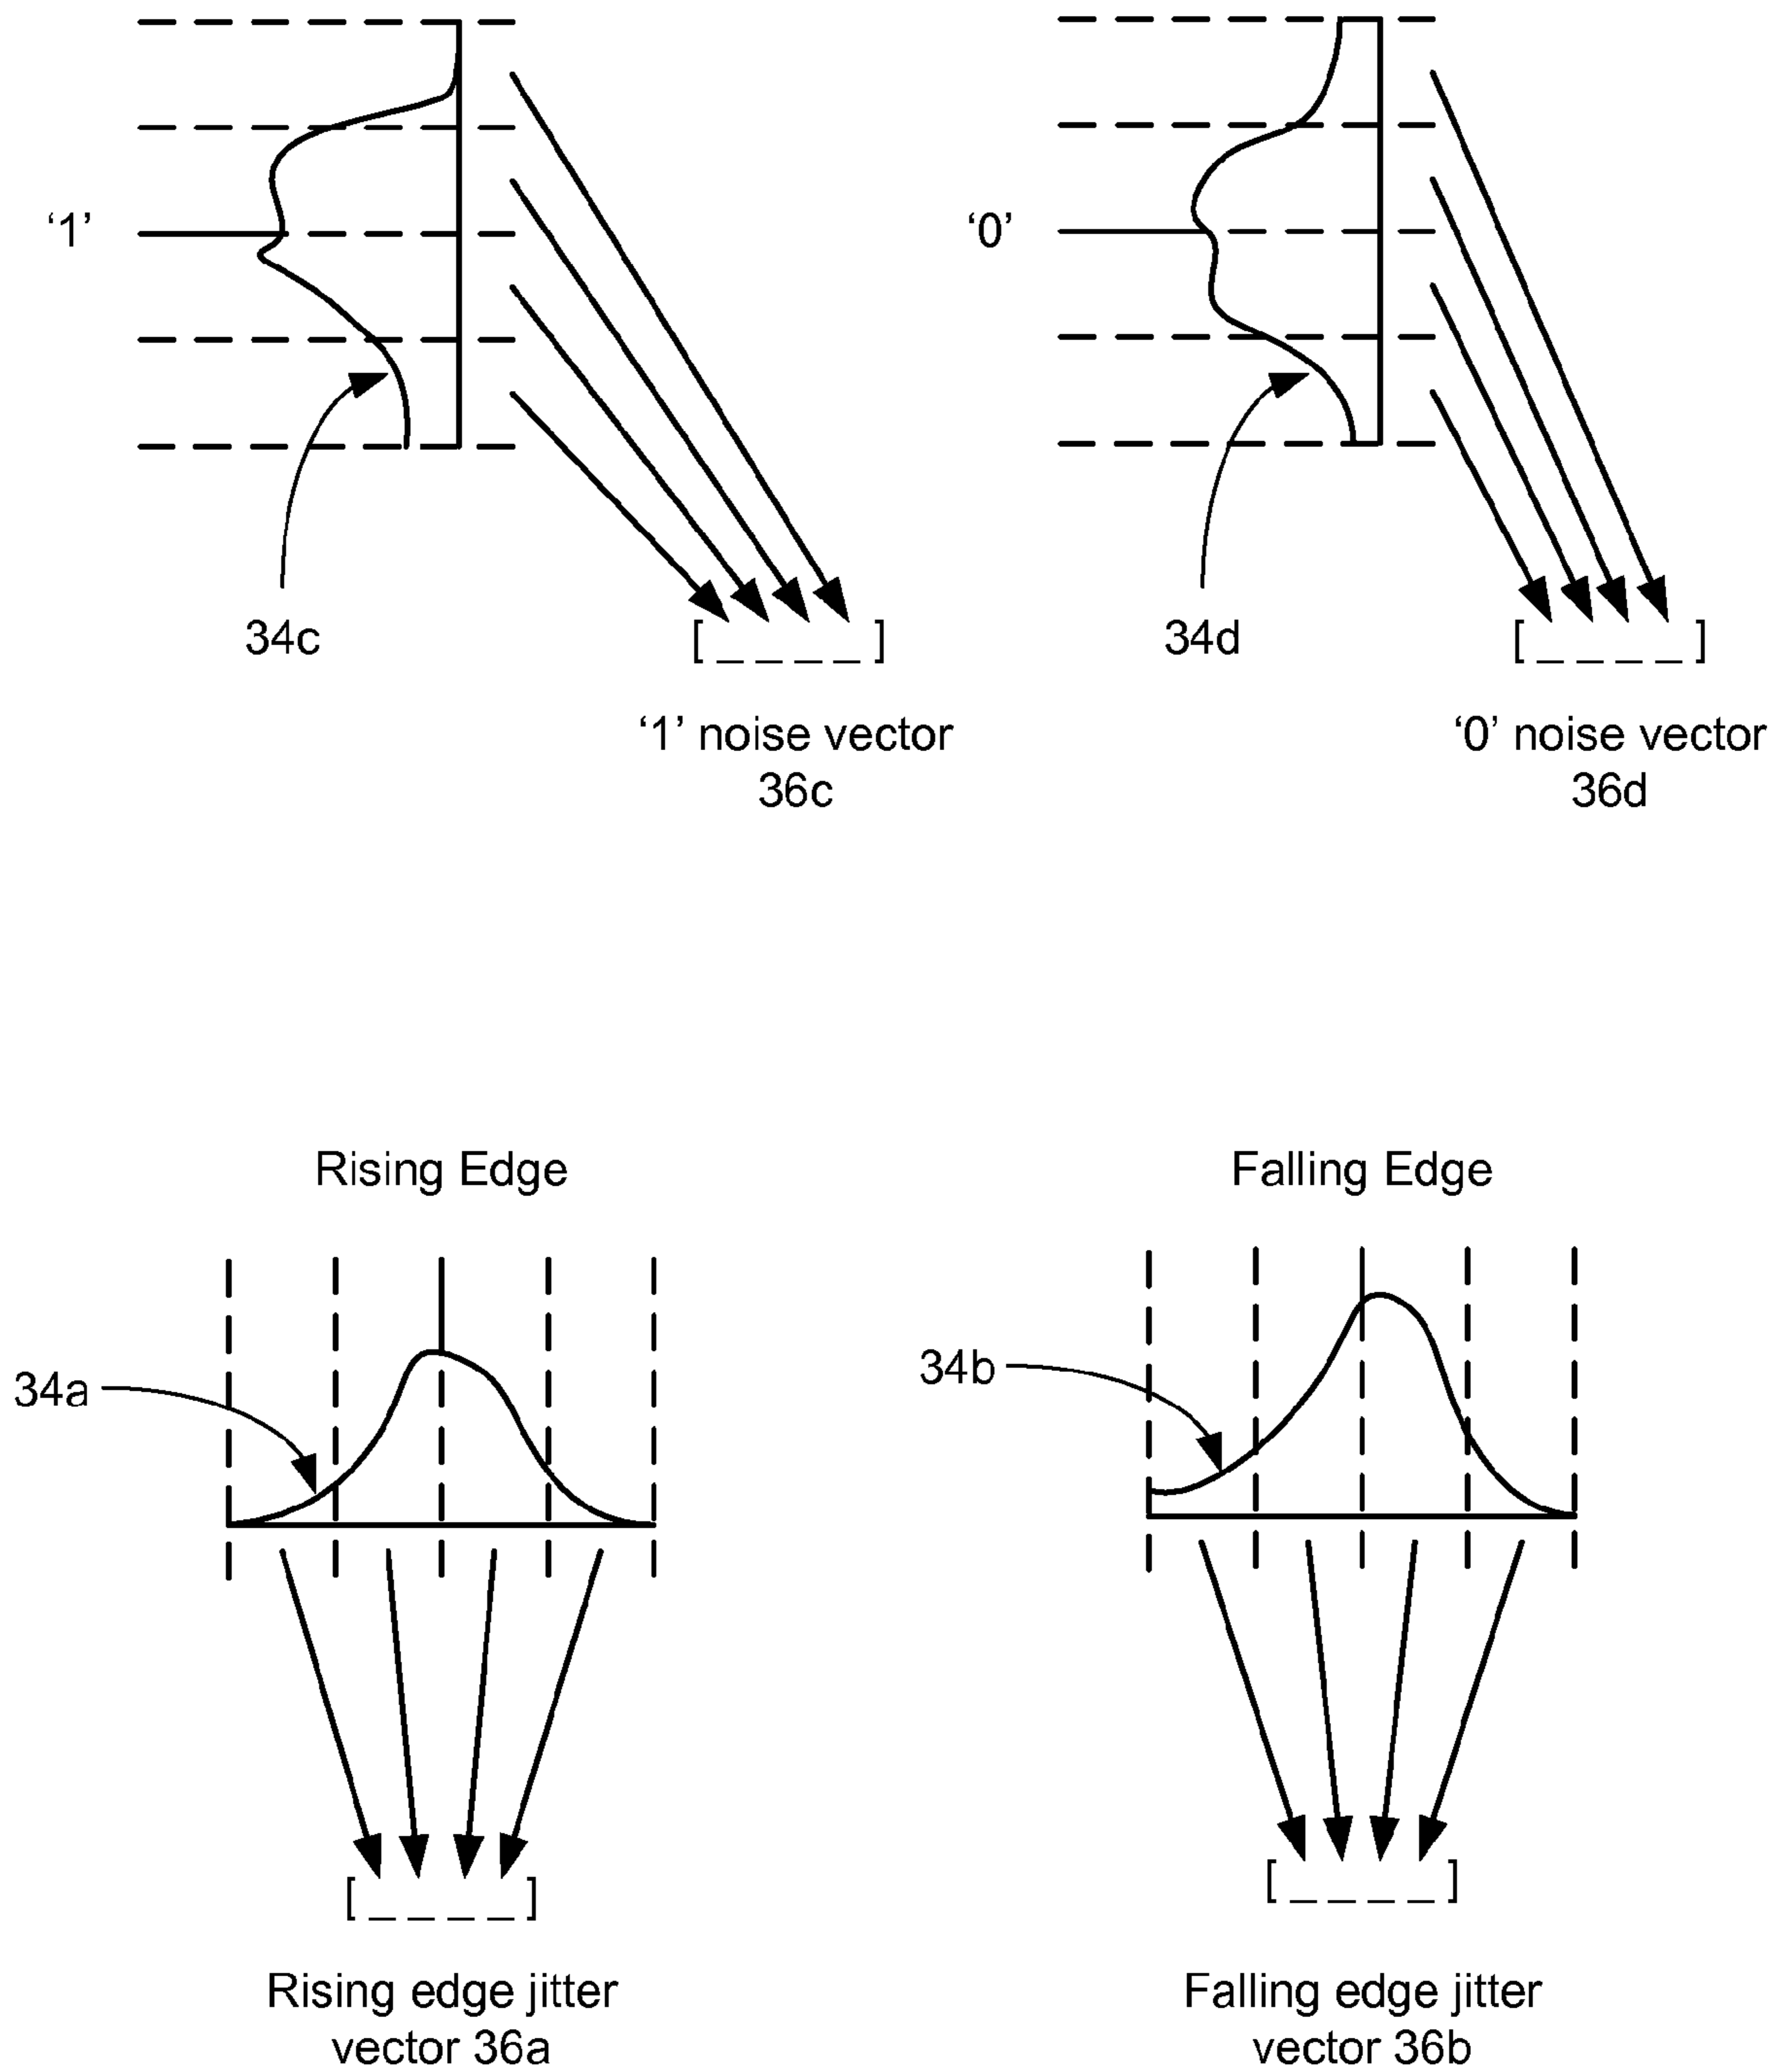 ‘1’
‘0’
34c
[ _ _ _ _ ]
34d
[ _ _ _ _ ]
‘1’ noise vector
36c
‘0’ noise vector
36d
Rising Edge
Falling Edge
34a
34b
[ _ _ _ _ ]
[ _ _ _ _ ]
Rising edge jitter
vector 36a
Falling edge jitter
vector 36b